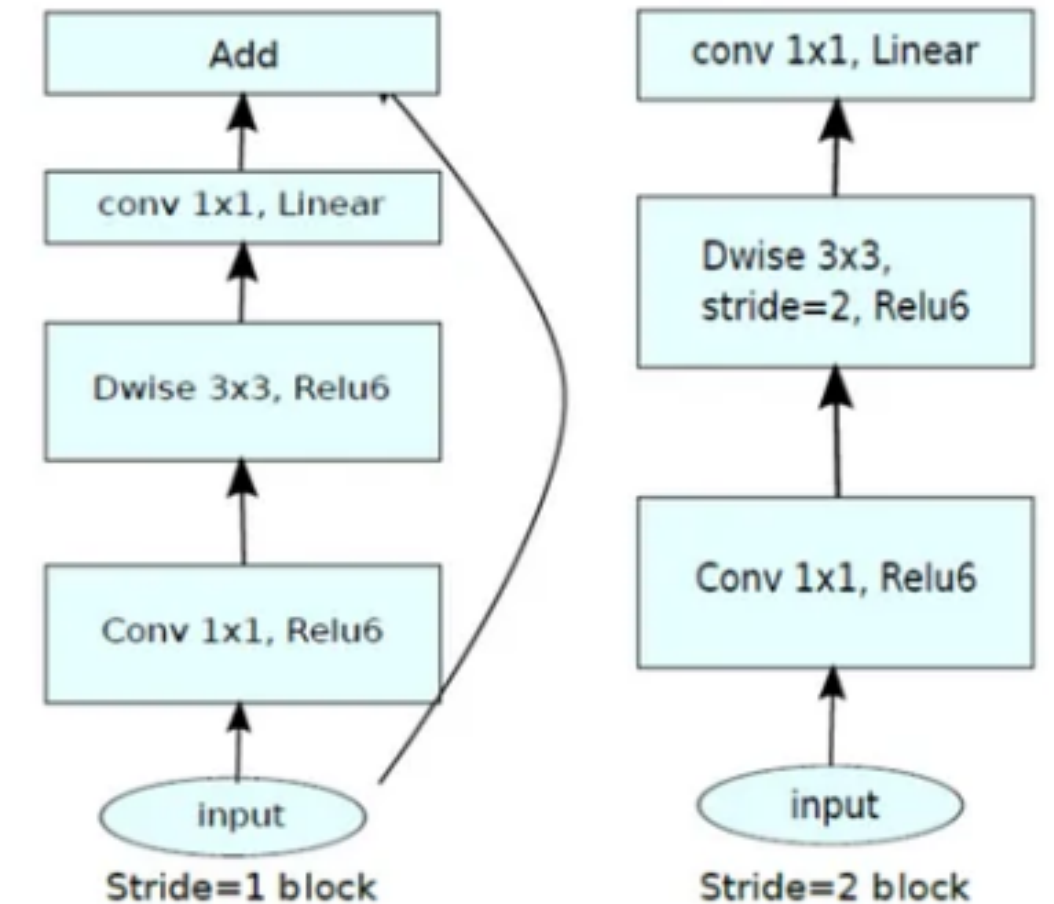 Add
conv 1x1, Linear
Dwise 3x3, Relu6
Conv 1x1, Relu6
input
Stride=1 block
conv 1x1, Linear
Dwise 3x3,
stride=2, Relu6
Conv 1x1, Relu6
input
Stride=2 block